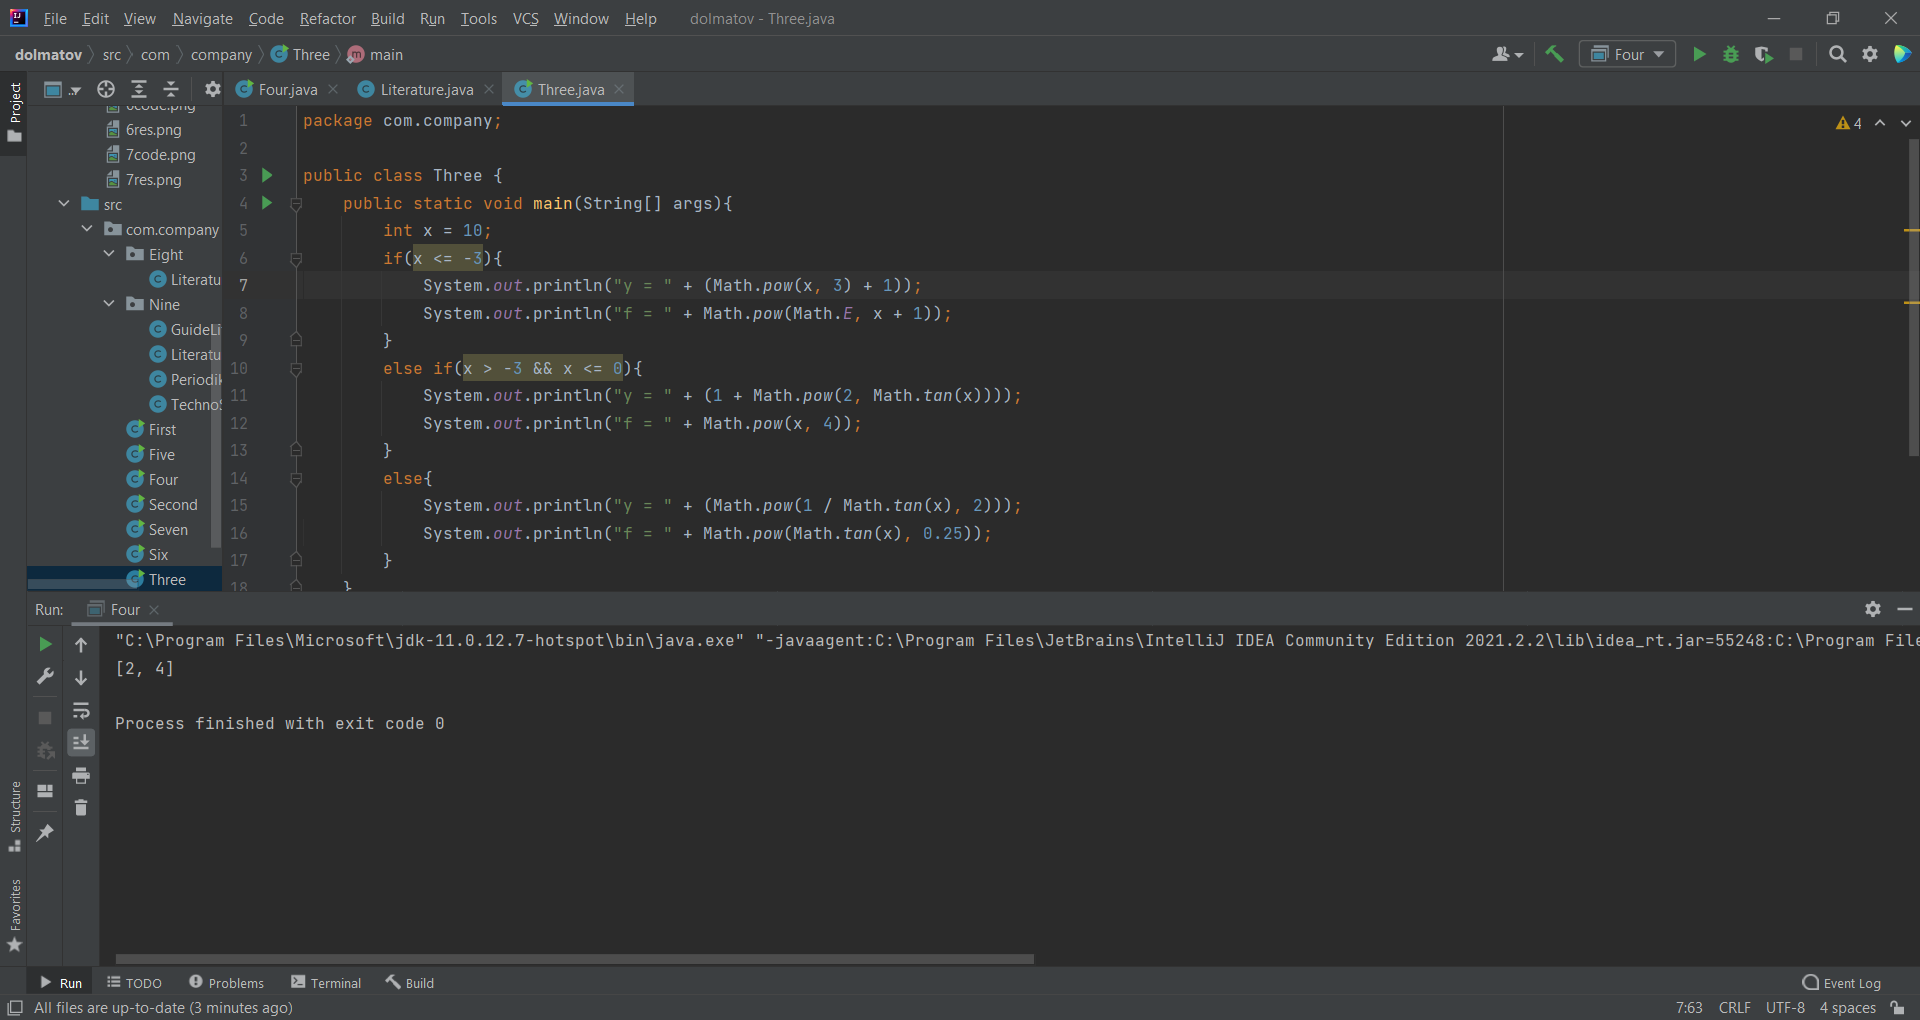 File Edit View Navigate Code Refactor Build Run Tools VCS Window Help dolmatov - Three.java
dolmatov src com company Three main Four
Project
Four.java Literature.java Three.java
6code.png
6res.png
7code.png
7res.png
src
com.company
Eight
Literatu
Nine
GuideLi
Literatu
Periodik
TechnoS
First
Five
Four
Second
Seven
Six
Three
4
1 package com.company;
2
3 public class Three {
4 public static void main(String[] args){
5 int x = 10;
6 if(x <= -3){
7 System.out.println("y = " + (Math.pow(x, 3) + 1));
8 System.out.println("f = " + Math.pow(Math.E, x + 1));
9 }
10 else if(x > -3 && x <= 0){
11 System.out.println("y = " + (1 + Math.pow(2, Math.tan(x))));
12 System.out.println("f = " + Math.pow(x, 4));
13 }
14 else{
15 System.out.println("y = " + (Math.pow(1 / Math.tan(x), 2)));
16 System.out.println("f = " + Math.pow(Math.tan(x), 0.25));
17 }
18 }
Run: Four
"C:\Program Files\Microsoft\jdk-11.0.12.7-hotspot\bin\java.exe" "-javaagent:C:\Program Files\JetBrains\IntelliJ IDEA Community Edition 2021.2.2\lib\idea_rt.jar=55248:C:\Program File
[2, 4]
Process finished with exit code 0
Structure
Favorites
Run TODO Problems Terminal Build Event Log
All files are up-to-date (3 minutes ago) 7:63 CRLF UTF-8 4 spaces